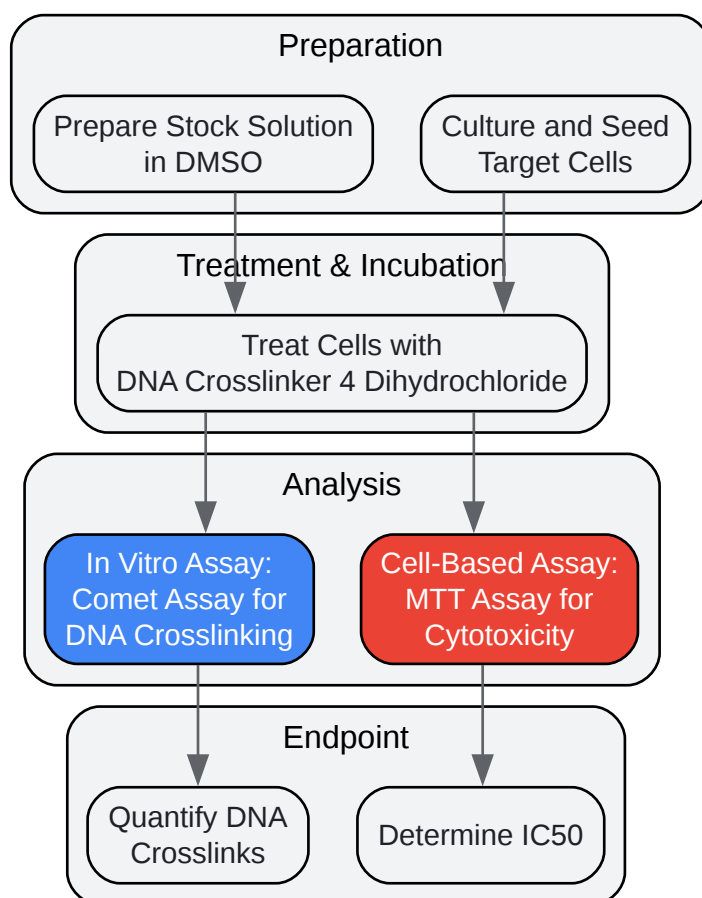 Preparation
Prepare Stock Solution
in DMSO
Culture and Seed
Target Cells
Treatment & Incubation
Treat Cells with
DNA Crosslinker 4 Dihydrochloride
Analysis
In Vitro Assay:
Comet Assay for
DNA Crosslinking
Cell-Based Assay:
MTT Assay for
Cytotoxicity
Endpoint
Quantify DNA
Crosslinks
Determine IC50